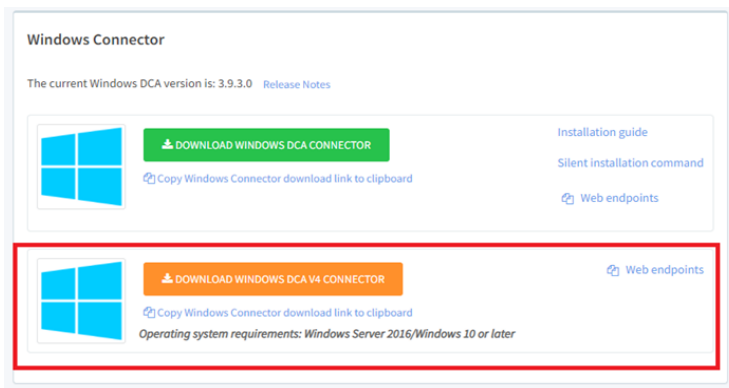 Windows Connector
The current Windows DCA version is: 3.9.3.0 Release Notes
DOWNLOAD WINDOWS DCA CONNECTOR
Copy Windows Connector download link to clipboard
Installation guide
Silent installation command
Web endpoints
DOWNLOAD WINDOWS DCA V4 CONNECTOR
Copy Windows Connector download link to clipboard
Operating system requirements: Windows Server 2016/Windows 10 or later
Web endpoints